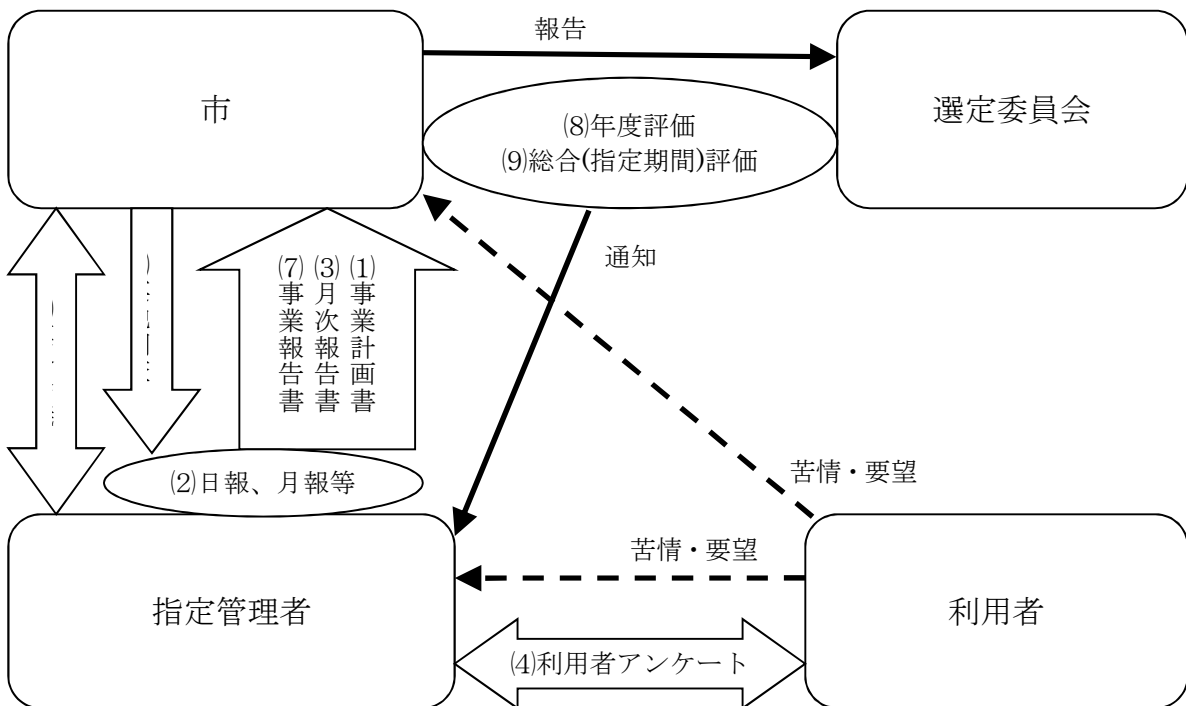 報告
市
選定委員会
⑻年度評価
⑼総合(指定期間)評価
通知
⑴事業計画書
⑶月次報告書
⑺事業報告書
苦情・要望
⑵日報、月報等
苦情・要望
指定管理者
利用者
⑷利用者アンケート